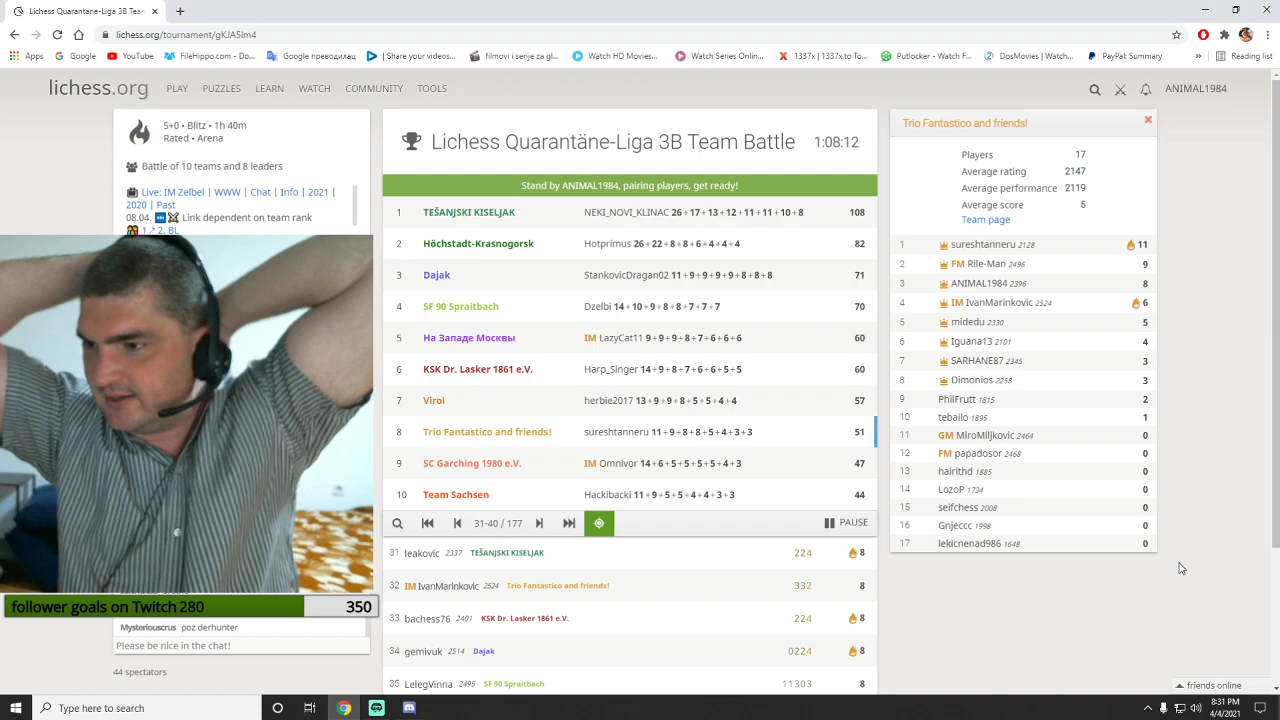 Lichess Quarantäne-Liga 3B Tea
lichess.org/tournament/gKJA5Im4
Apps
Google
YouTube
FileHippo.com - Do...
Google преводилац
| Share your videos...
filmovi i serije za gl...
Watch HD Movies...
Watch Series Onlin...
1337x | 1337x.to To...
Putlocker - Watch...
DosMovies | Watch...
PayPal: Summary
»
Reading list
lichess.org
PLAY
PUZZLES
LEARN
WATCH
COMMUNITY
TOOLS
ANIMAL1984
5+0 • Blitz • 1h 40m
Rated • Arena
Battle of 10 teams and 8 leaders
Live: IM Zelbel | WWW | Chat | Info | 2021 |
2020 | Past
08.04. Link dependent on team rank
1↗2. BL
Lichess Quarantäne-Liga 3B Team Battle 1:08:12
Stand by ANIMAL1984, pairing players, get ready!
1 TEŠANJSKI KISELJAK NEKI_NOVI_KLINAC 26+17+13+12+11+11+10+8 108
2 Höchstadt-Krasnogorsk Hotprimus 26+22+8+8+6+4+4+4 82
3 Dajak StankovicDragan02 11+9+9+9+9+8+8+8 71
4 SF 90 Spraitbach Dzelbi 14+10+9+8+8+7+7+7 70
5 На Западе Москвы IM LazyCat11 9+9+9+8+7+6+6+6 60
6 KSK Dr. Lasker 1861 e.V. Harp_Singer 14+9+8+7+6+6+5+5 60
7 Virol herbie2017 13+9+9+8+5+5+4+4 57
8 Trio Fantastico and friends! sureshtanneru 11+9+8+8+5+4+3+3 51
9 SC Garching 1980 e.V. IM Omnivor 14+6+5+5+5+5+4+3 47
10 Team Sachsen Hackibacki 11+9+5+5+4+4+3+3 44
31-40 / 177
PAUSE
31 leakovic 2337 TEŠANJSKI KISELJAK 224 8
32 IM IvanMarinkovic 2524 Trio Fantastico and friends! 332 8
33 bachess76 2401 KSK Dr. Lasker 1861 e.V. 224 8
34 gemivuk 2514 Dajak 0224 8
35 LelegVinna 2495 SF 90 Spraitbach 11303 8
Trio Fantastico and friends!
Players 17
Average rating 2147
Average performance 2119
Average score 5
Team page
1 sureshtanneru 2128 11
2 FM Rile-Man 2496 9
3 ANIMAL1984 2396 8
4 IM IvanMarinkovic 2524 6
5 midedu 2330 5
6 Iguana13 2101 4
7 SARHANE87 2345 3
8 Dimonios 2258 3
9 PhilFrutt 1815 2
10 tebailo 1895 1
11 GM MiroMiljkovic 2464 0
12 FM papadosor 2468 0
13 hairithd 1885 0
14 LozoP 1734 0
15 seifchess 2008 0
16 Gnjeccc 1998 0
17 lekicnenad986 1648 0
follower goals on Twitch 280 350
Mysteriouscrus poz derhunter
Please be nice in the chat!
44 spectators
friends online
Type here to search
8:31 PM